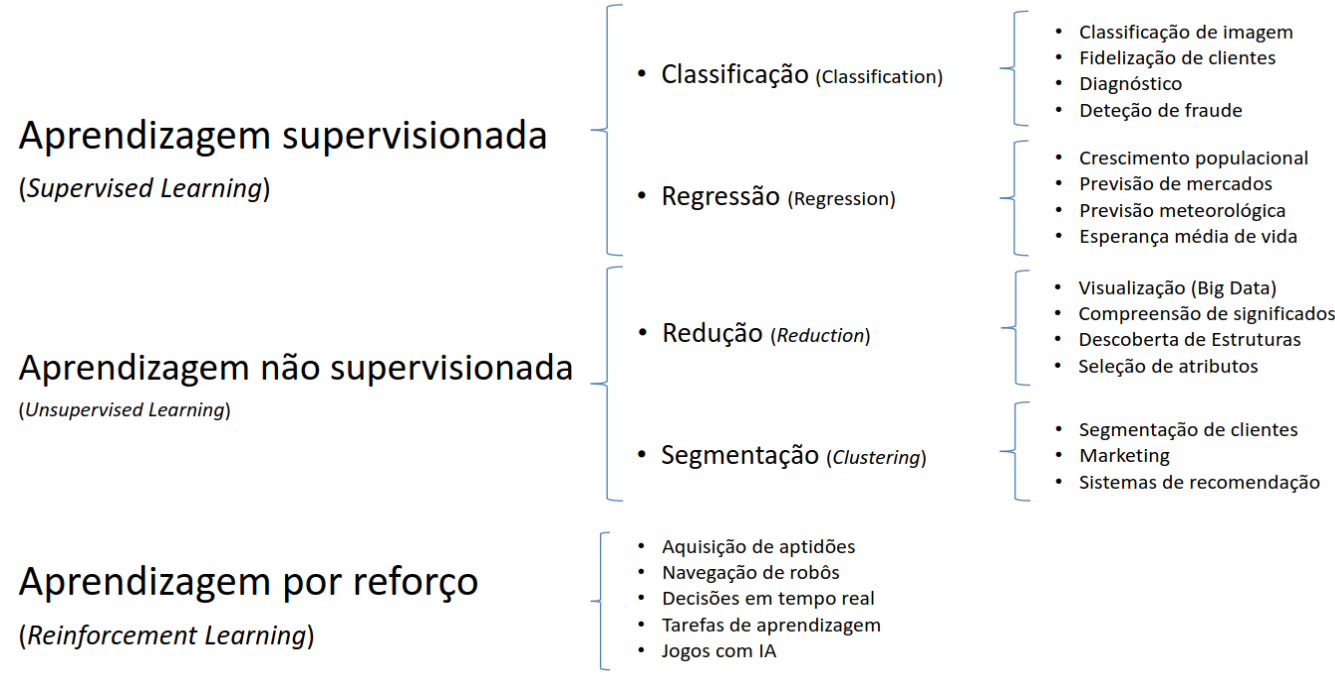 Aprendizagem supervisionada
(Supervised Learning)
• Classificação (Classification)
• Classificação de imagem
• Fidelização de clientes
• Diagnóstico
• Deteção de fraude
• Regressão (Regression)
• Crescimento populacional
• Previsão de mercados
• Previsão meteorológica
• Esperança média de vida
Aprendizagem não supervisionada
(Unsupervised Learning)
• Redução (Reduction)
• Visualização (Big Data)
• Compreensão de significados
• Descoberta de Estruturas
• Seleção de atributos
• Segmentação (Clustering)
• Segmentação de clientes
• Marketing
• Sistemas de recomendação
Aprendizagem por reforço
(Reinforcement Learning)
• Aquisição de aptidões
• Navegação de robôs
• Decisões em tempo real
• Tarefas de aprendizagem
• Jogos com IA